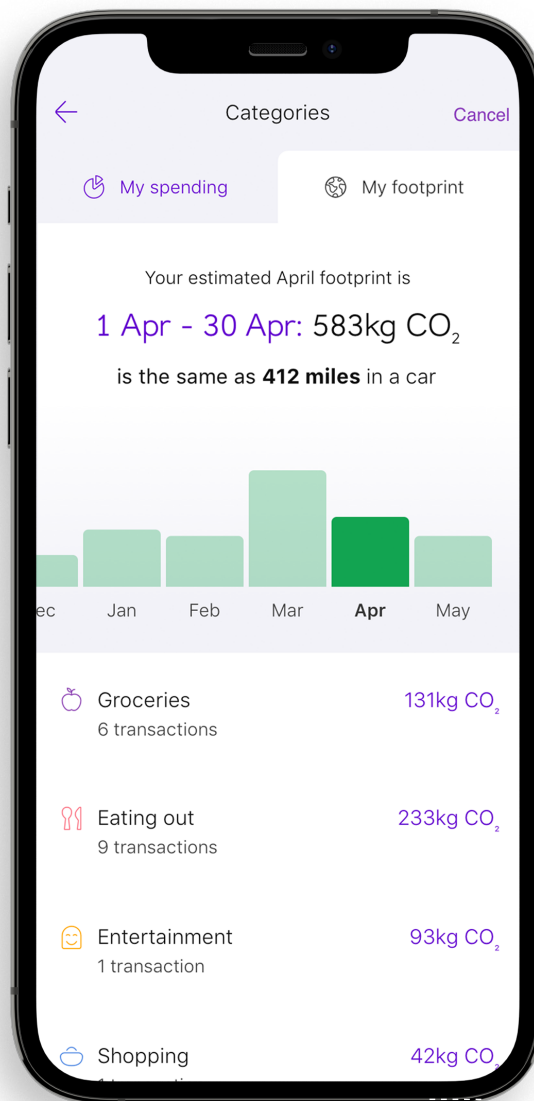 Categories
Cancel
My spending
My footprint
Your estimated April footprint is
1 Apr - 30 Apr: 583kg CO₂
is the same as 412 miles in a car
ec Jan Feb Mar Apr May
Groceries 131kg CO₂
6 transactions
Eating out 233kg CO₂
9 transactions
Entertainment 93kg CO₂
1 transaction
Shopping 42kg CO₂